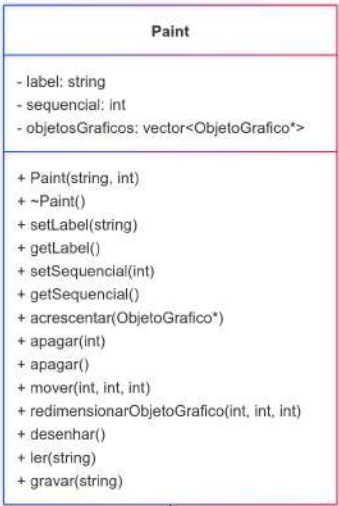 Paint
- label: string
- sequencial: int
- objetosGraficos: vector<ObjetoGrafico*>
+ Paint(string, int)
+ ~Paint()
+ setLabel(string)
+ getLabel()
+ setSequencial(int)
+ getSequencial()
+ acrescentar(ObjetoGrafico*)
+ apagar(int)
+ apagar()
+ mover(int, int, int)
+ redimensionarObjetoGrafico(int, int, int)
+ desenhar()
+ ler(string)
+ gravar(string)